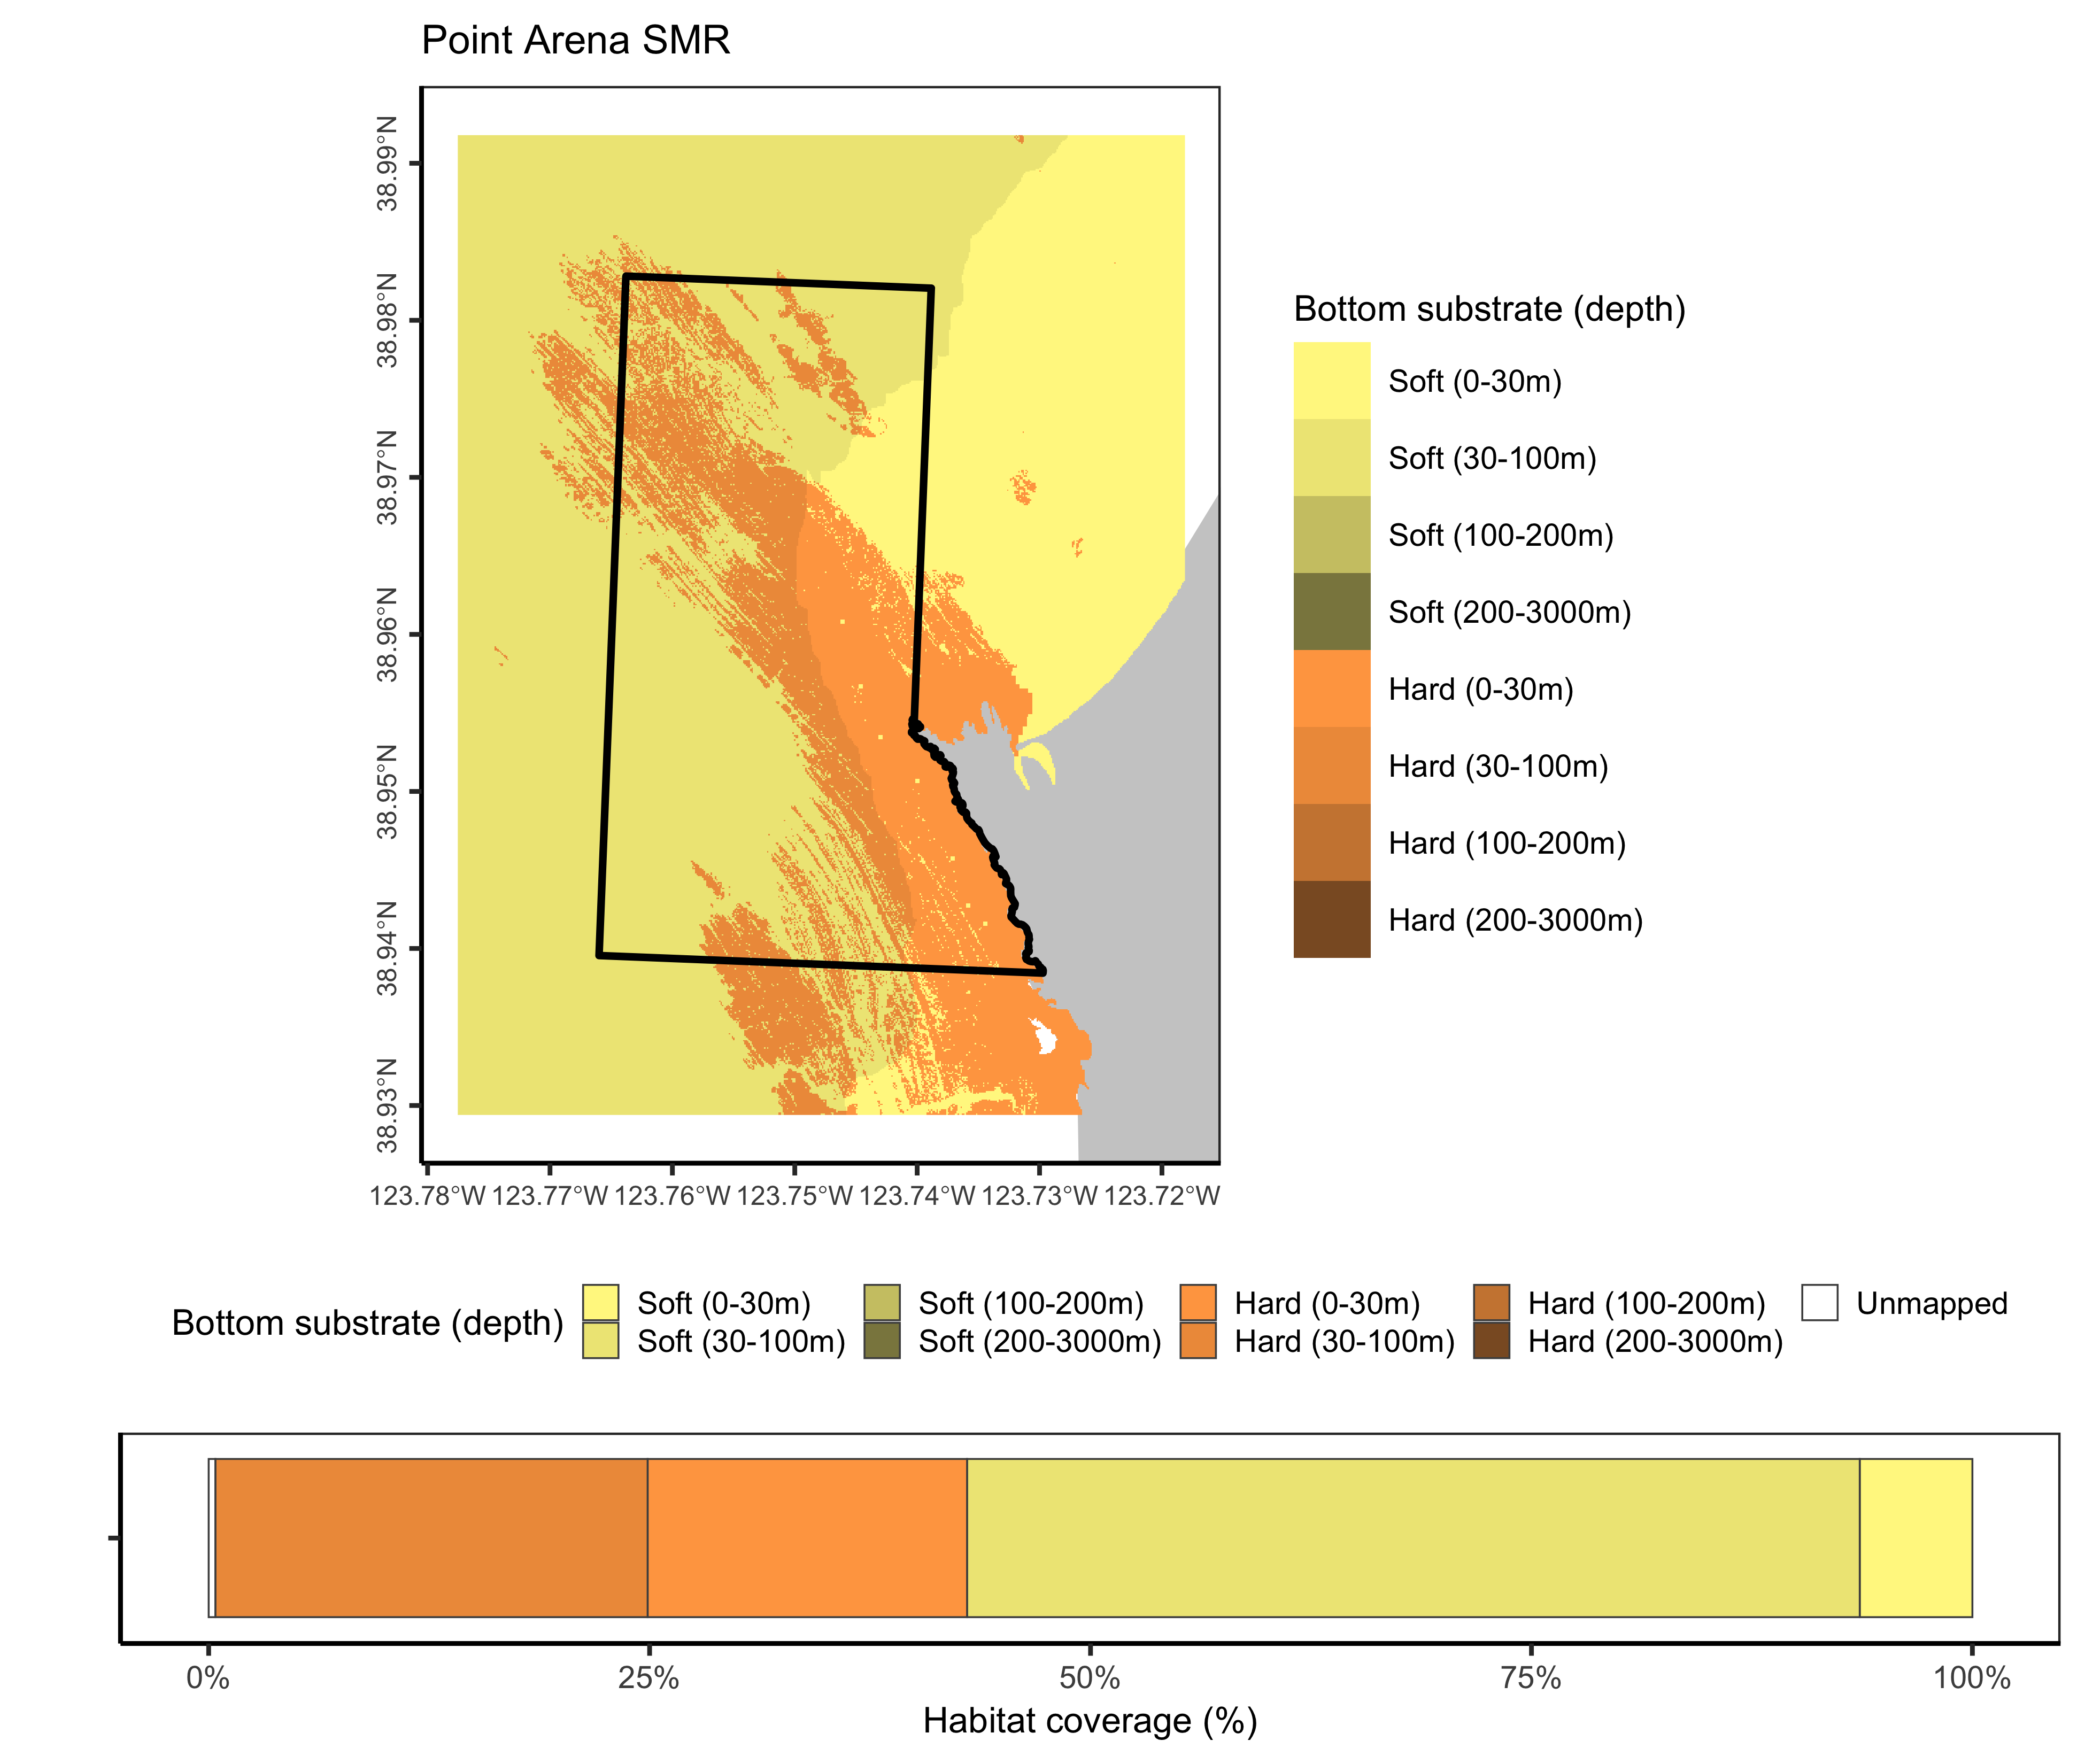 Point Arena SMR
38.99°N
38.98°N
38.97°N
38.96°N
38.95°N
38.94°N
38.93°N
123.78°W 123.77°W 123.76°W 123.75°W 123.74°W 123.73°W 123.72°W
Bottom substrate (depth)
Soft (0-30m)
Soft (30-100m)
Soft (100-200m)
Soft (200-3000m)
Hard (0-30m)
Hard (30-100m)
Hard (100-200m)
Hard (200-3000m)
Bottom substrate (depth)
Soft (0-30m) Soft (100-200m) Hard (0-30m) Hard (100-200m) Unmapped
Soft (30-100m) Soft (200-3000m) Hard (30-100m) Hard (200-3000m)
0% 25% 50% 75% 100%
Habitat coverage (%)